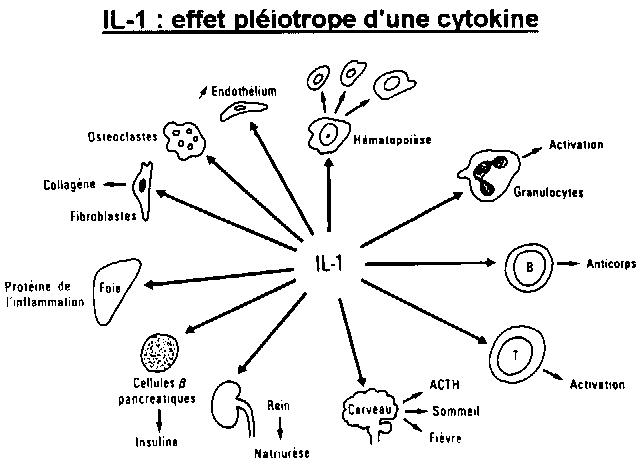 IL-1 : effet pléiotrope d'une cytokine
Endothélium
Ostéoclastes
Hématopoïèse
Activation
Granulocytes
Collagène
Fibroblastes
IL-1
B
Anticorps
Protéine de
l'inflammation
Foie
T
Activation
Cellules β
pancréatiques
Insuline
Rein
Natriurèse
Cerveau
ACTH
Sommeil
Fièvre